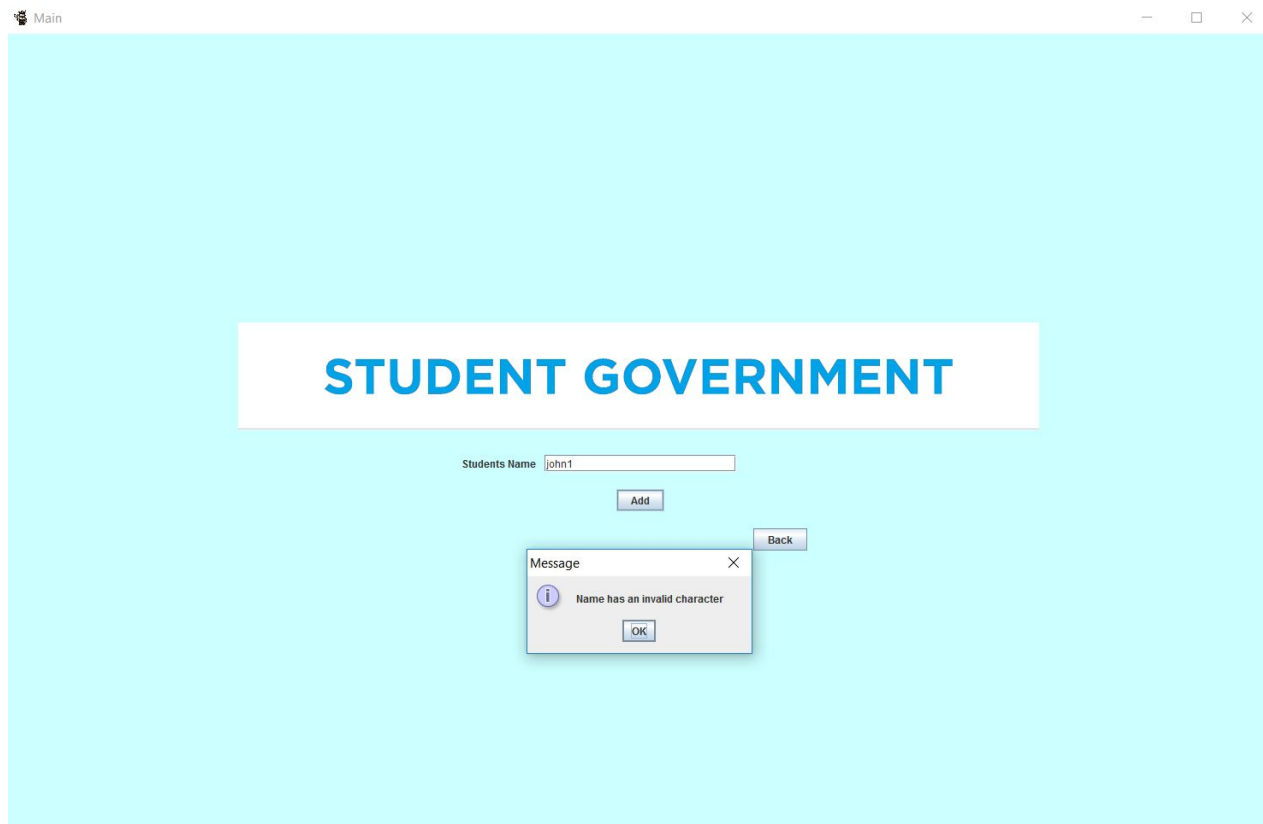 Main
STUDENT GOVERNMENT
Students Name john1
Add
Back
Message
i Name has an invalid character
OK